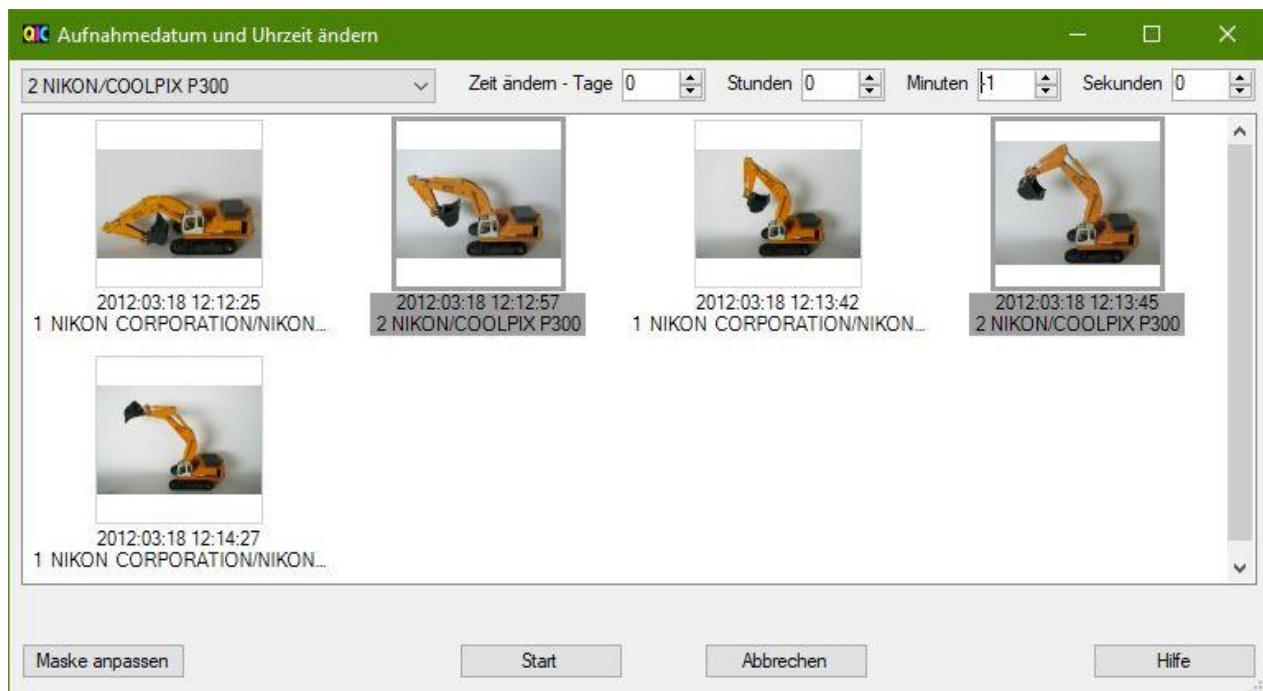 QIC Aufnahmedatum und Uhrzeit ändern
2 NIKON/COOLPIX P300 Zeit ändern - Tage 0 Stunden 0 Minuten -1 Sekunden 0
2012:03:18 12:12:25
1 NIKON CORPORATION/NIKON...
2012:03:18 12:12:57
2 NIKON/COOLPIX P300
2012:03:18 12:13:42
1 NIKON CORPORATION/NIKON...
2012:03:18 12:13:45
2 NIKON/COOLPIX P300
2012:03:18 12:14:27
1 NIKON CORPORATION/NIKON...
Maske anpassen Start Abbrechen Hilfe